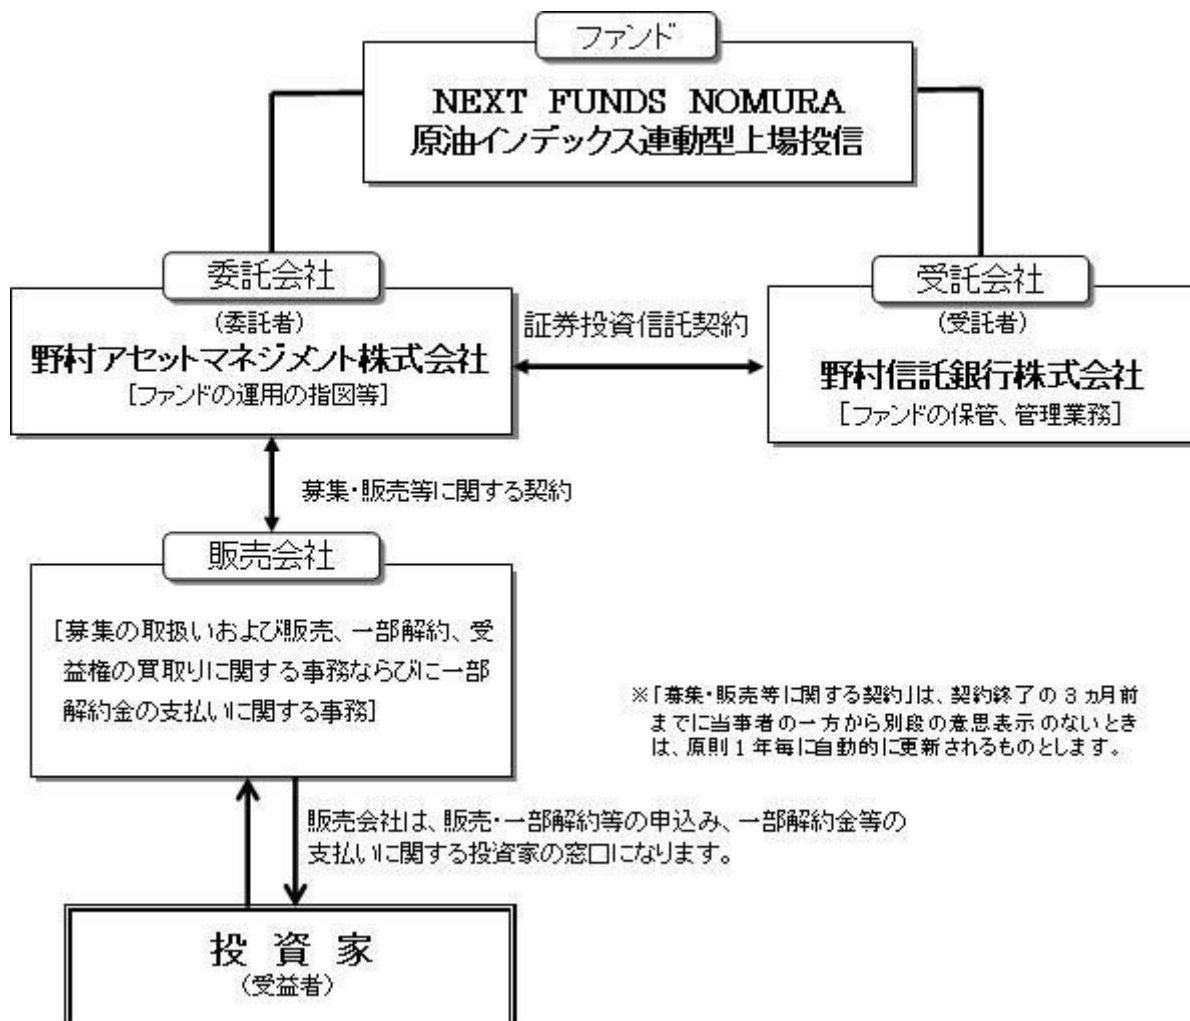 ファンド
NEXT FUNDS NOMURA
原油インデックス連動型上場投信
委託会社
(委託者)
野村アセットマネジメント株式会社
[ファンドの運用の指図等]
証券投資信託契約
受託会社
(受託者)
野村信託銀行株式会社
[ファンドの保管、管理業務]
募集・販売等に関する契約
販売会社
[募集の取扱いおよび販売、一部解約、受
益権の買取りに関する事務ならびに一部
解約金の支払いに関する事務]
※「募集・販売等に関する契約」は、契約終了の3カ月前
までに当事者の一方から別段の意思表示のないとき
は、原則1年毎に自動的に更新されるものとします。
販売会社は、販売・一部解約等の申込み、一部解約金等の
支払いに関する投資家の窓口になります。
投資家
(受益者)